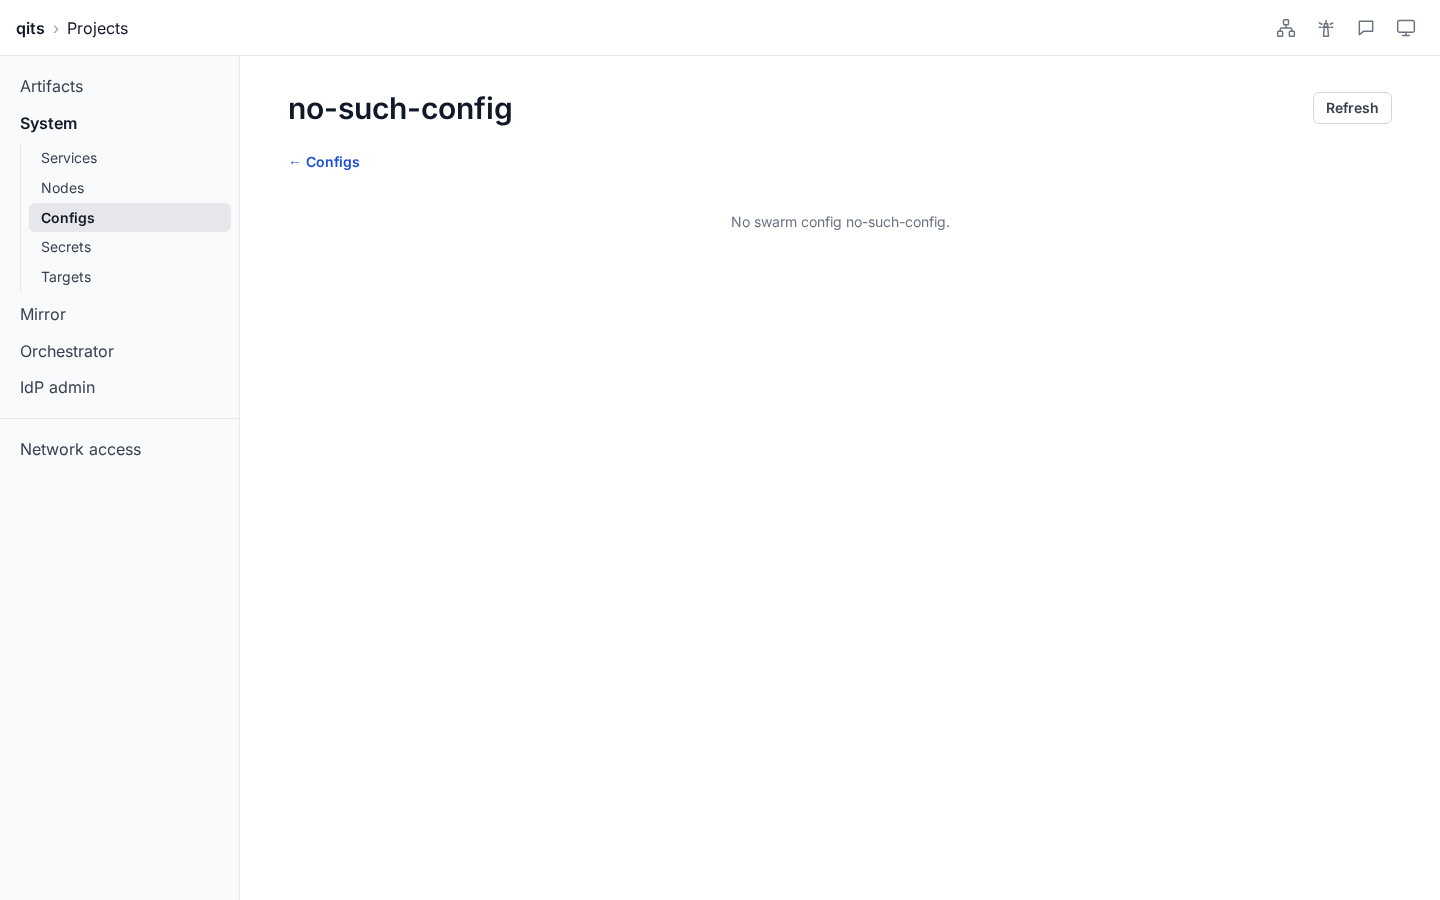 qits › Projects
Artifacts
System
Services
Nodes
Configs
Secrets
Targets
Mirror
Orchestrator
IdP admin
Network access
no-such-config
Refresh
← Configs
No swarm config no-such-config.